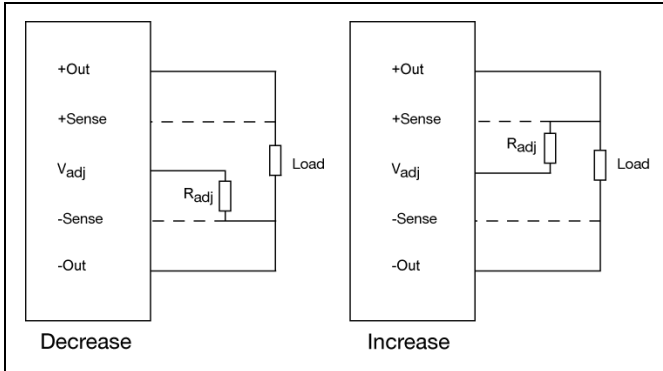 +Out
+Sense
Vadj
Radj
-Sense
-Out
Load
Decrease
+Out
+Sense
Radj
Vadj
-Sense
-Out
Load
Increase